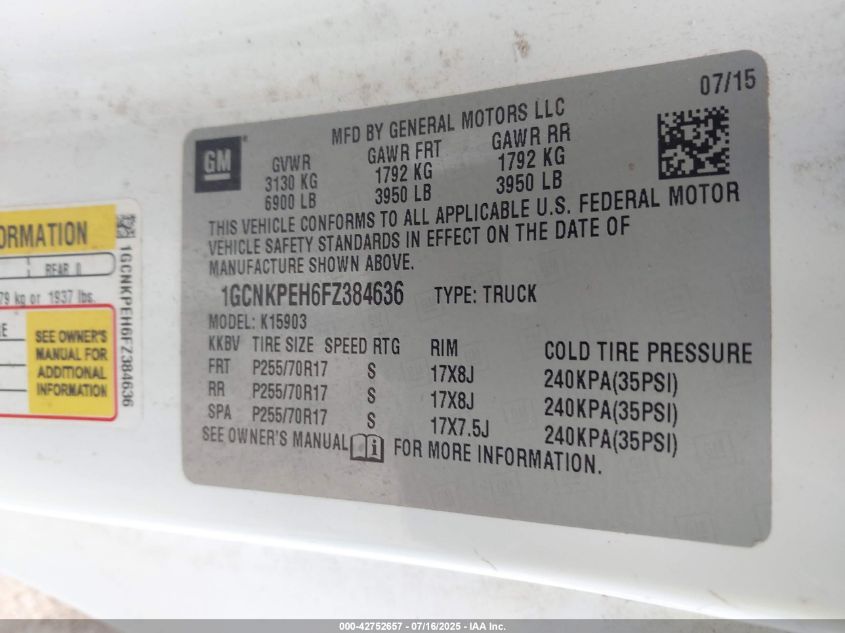 07/15
MFD BY GENERAL MOTORS LLC
GM
GVWR GAWR FRT GAWR RR
3130 KG 1792 KG 1792 KG
6900 LB 3950 LB 3950 LB
THIS VEHICLE CONFORMS TO ALL APPLICABLE U.S. FEDERAL MOTOR
VEHICLE SAFETY STANDARDS IN EFFECT ON THE DATE OF
MANUFACTURE SHOWN ABOVE.
1GCNKPEH6FZ384636 TYPE: TRUCK
MODEL: K15903
KKBV TIRE SIZE SPEED RTG RIM COLD TIRE PRESSURE
FRT P255/70R17 S 17X8J 240KPA(35PSI)
RR P255/70R17 S 17X8J 240KPA(35PSI)
SPA P255/70R17 S 17X7.5J 240KPA(35PSI)
SEE OWNER'S MANUAL FOR MORE INFORMATION.
ORMATION
REAR
79 kg or 1937 lbs.
SEE OWNER'S
MANUAL FOR
ADDITIONAL
INFORMATION
1GCNKPEH6FZ384636
000-42752657 - 07/16/2025 - IAA Inc.